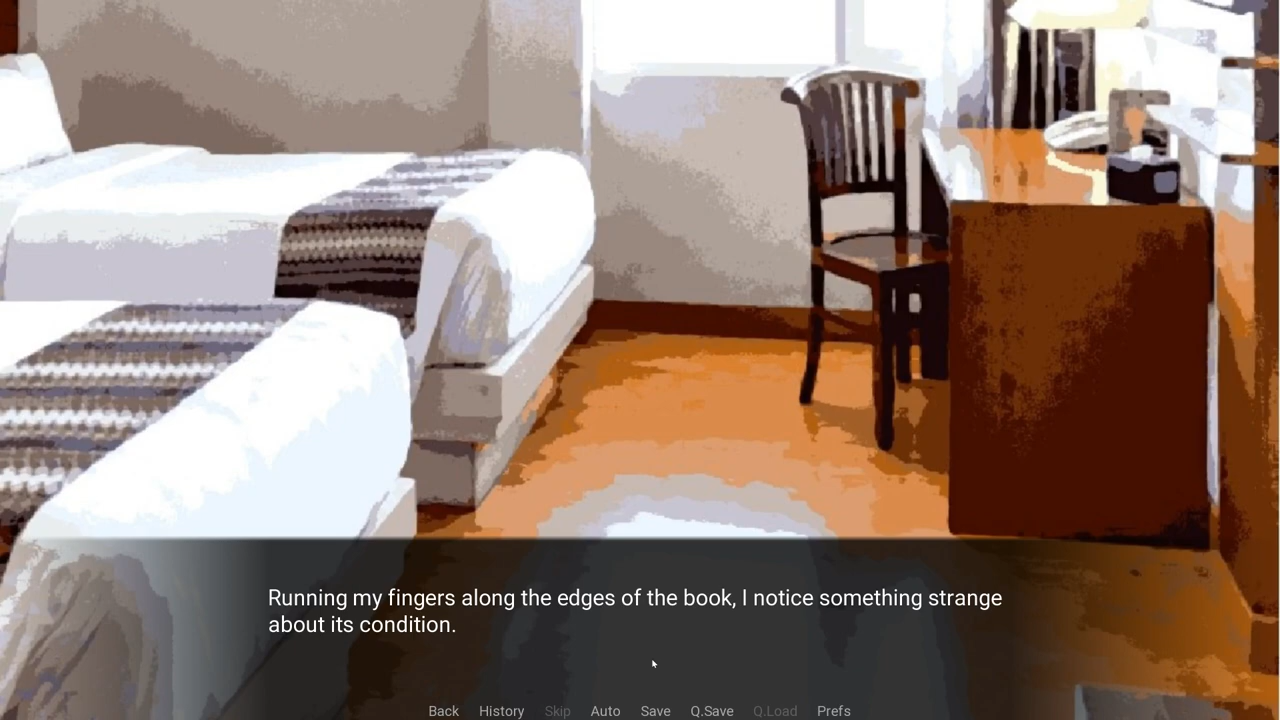 Running my fingers along the edges of the book, I notice something strange
about its condition.
Back History Skip Auto Save Q.Save Q.Load Prefs